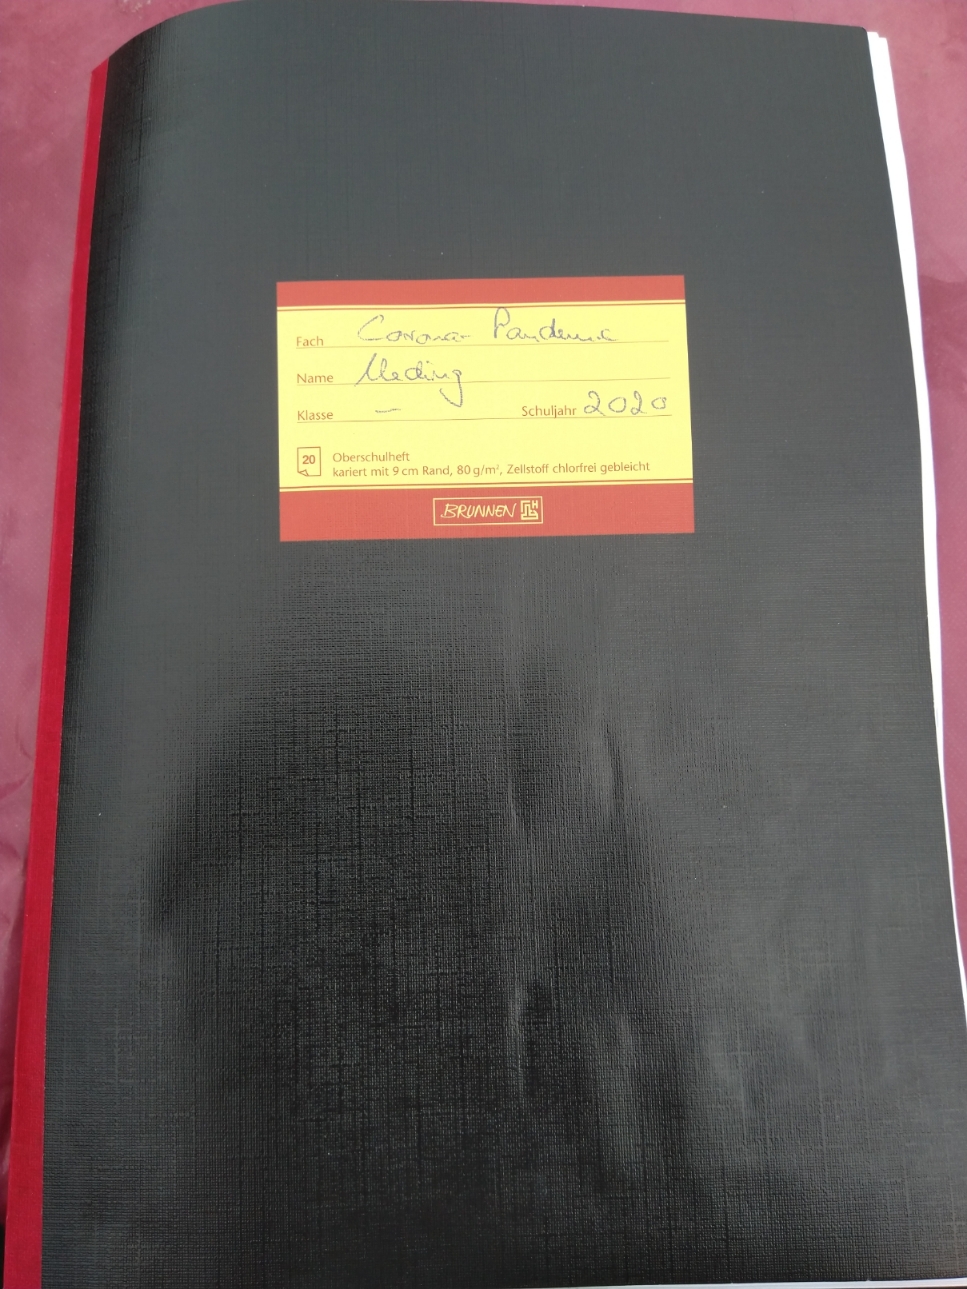 Fach Corona-Pandemie
Name Meding
Klasse — Schuljahr 2020
20 Oberschulheft
kariert mit 9 cm Rand, 80 g/m², Zellstoff chlorfrei gebleicht
BRUNNEN